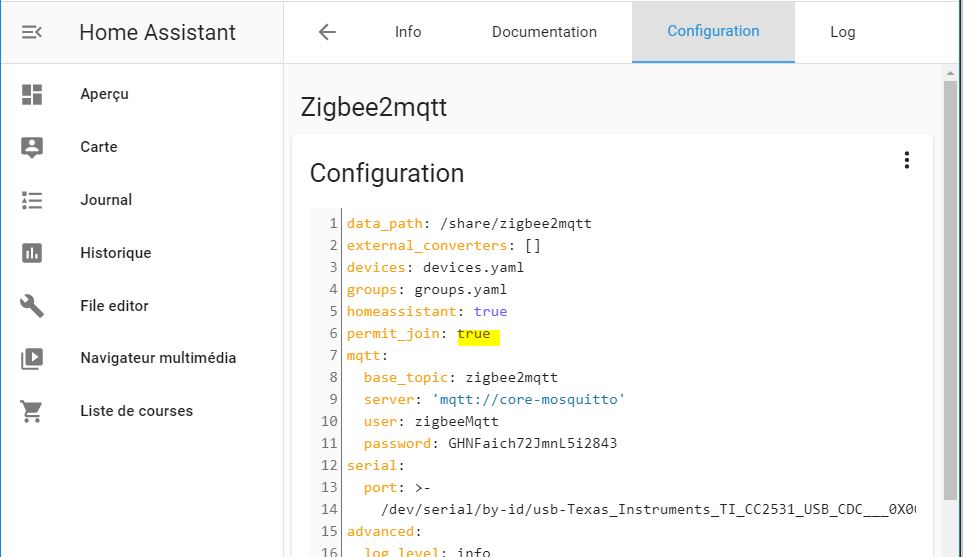 Home Assistant
Info
Documentation
Configuration
Log
Aperçu
Carte
Journal
Historique
File editor
Navigateur multimédia
Liste de courses
Zigbee2mqtt
Configuration
1 data_path: /share/zigbee2mqtt
2 external_converters: []
3 devices: devices.yaml
4 groups: groups.yaml
5 homeassistant: true
6 permit_join: true
7 mqtt:
8 base_topic: zigbee2mqtt
9 server: 'mqtt://core-mosquitto'
10 user: zigbeeMqtt
11 password: GHNFaich72JmnL5i2843
12 serial:
13 port: >-
14 /dev/serial/by-id/usb-Texas_Instruments_TI_CC2531_USB_CDC___0X0
15 advanced:
16 log_level: info